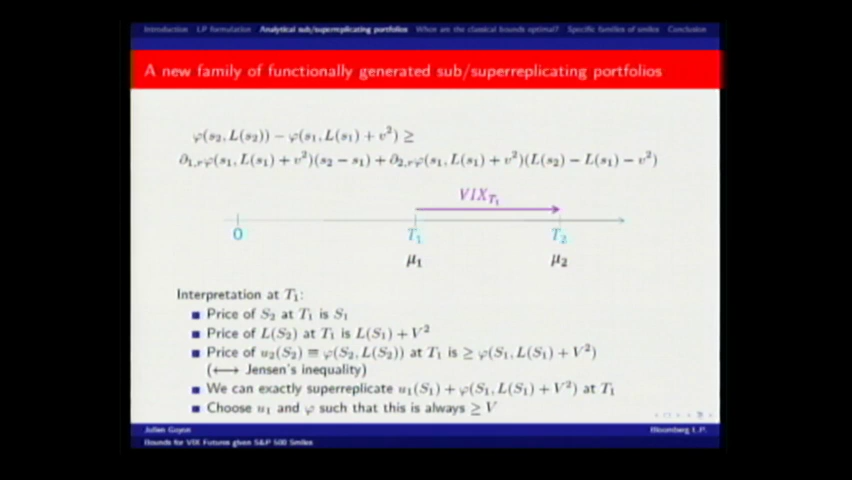 Introduction LP formulation Analytical sub/superreplicating portfolios When are the classical bounds optimal? Specific families of smiles Conclusion
A new family of functionally generated sub/superreplicating portfolios
φ(s₂, L(s₂)) − φ(s₁, L(s₁) + v²) ≥
∂₁,ᵣφ(s₁, L(s₁) + v²)(s₂ − s₁) + ∂₂,ᵣφ(s₁, L(s₁) + v²)(L(s₂) − L(s₁) − v²)
VIX_T₁
0 T₁ T₂
μ₁ μ₂
Interpretation at T₁:
Price of S₂ at T₁ is S₁
Price of L(S₂) at T₁ is L(S₁) + V²
Price of u₂(S₂) ≡ φ(S₂, L(S₂)) at T₁ is ≥ φ(S₁, L(S₁) + V²)
(⟷ Jensen's inequality)
We can exactly superreplicate u₁(S₁) + φ(S₁, L(S₁) + V²) at T₁
Choose u₁ and φ such that this is always ≥ V
Julien Guyon Bloomberg L.P.
Bounds for VIX Futures given S&P 500 Smiles